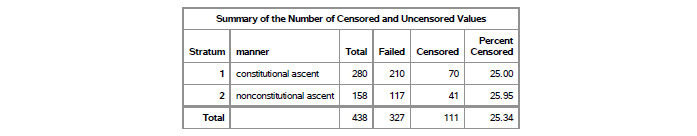 Summary of the Number of Censored and Uncensored Values
Percent
Stratum manner Total Failed Censored Censored
1 constitutional ascent 280 210 70 25.00
2 nonconstitutional ascent 158 117 41 25.95
Total 438 327 111 25.34